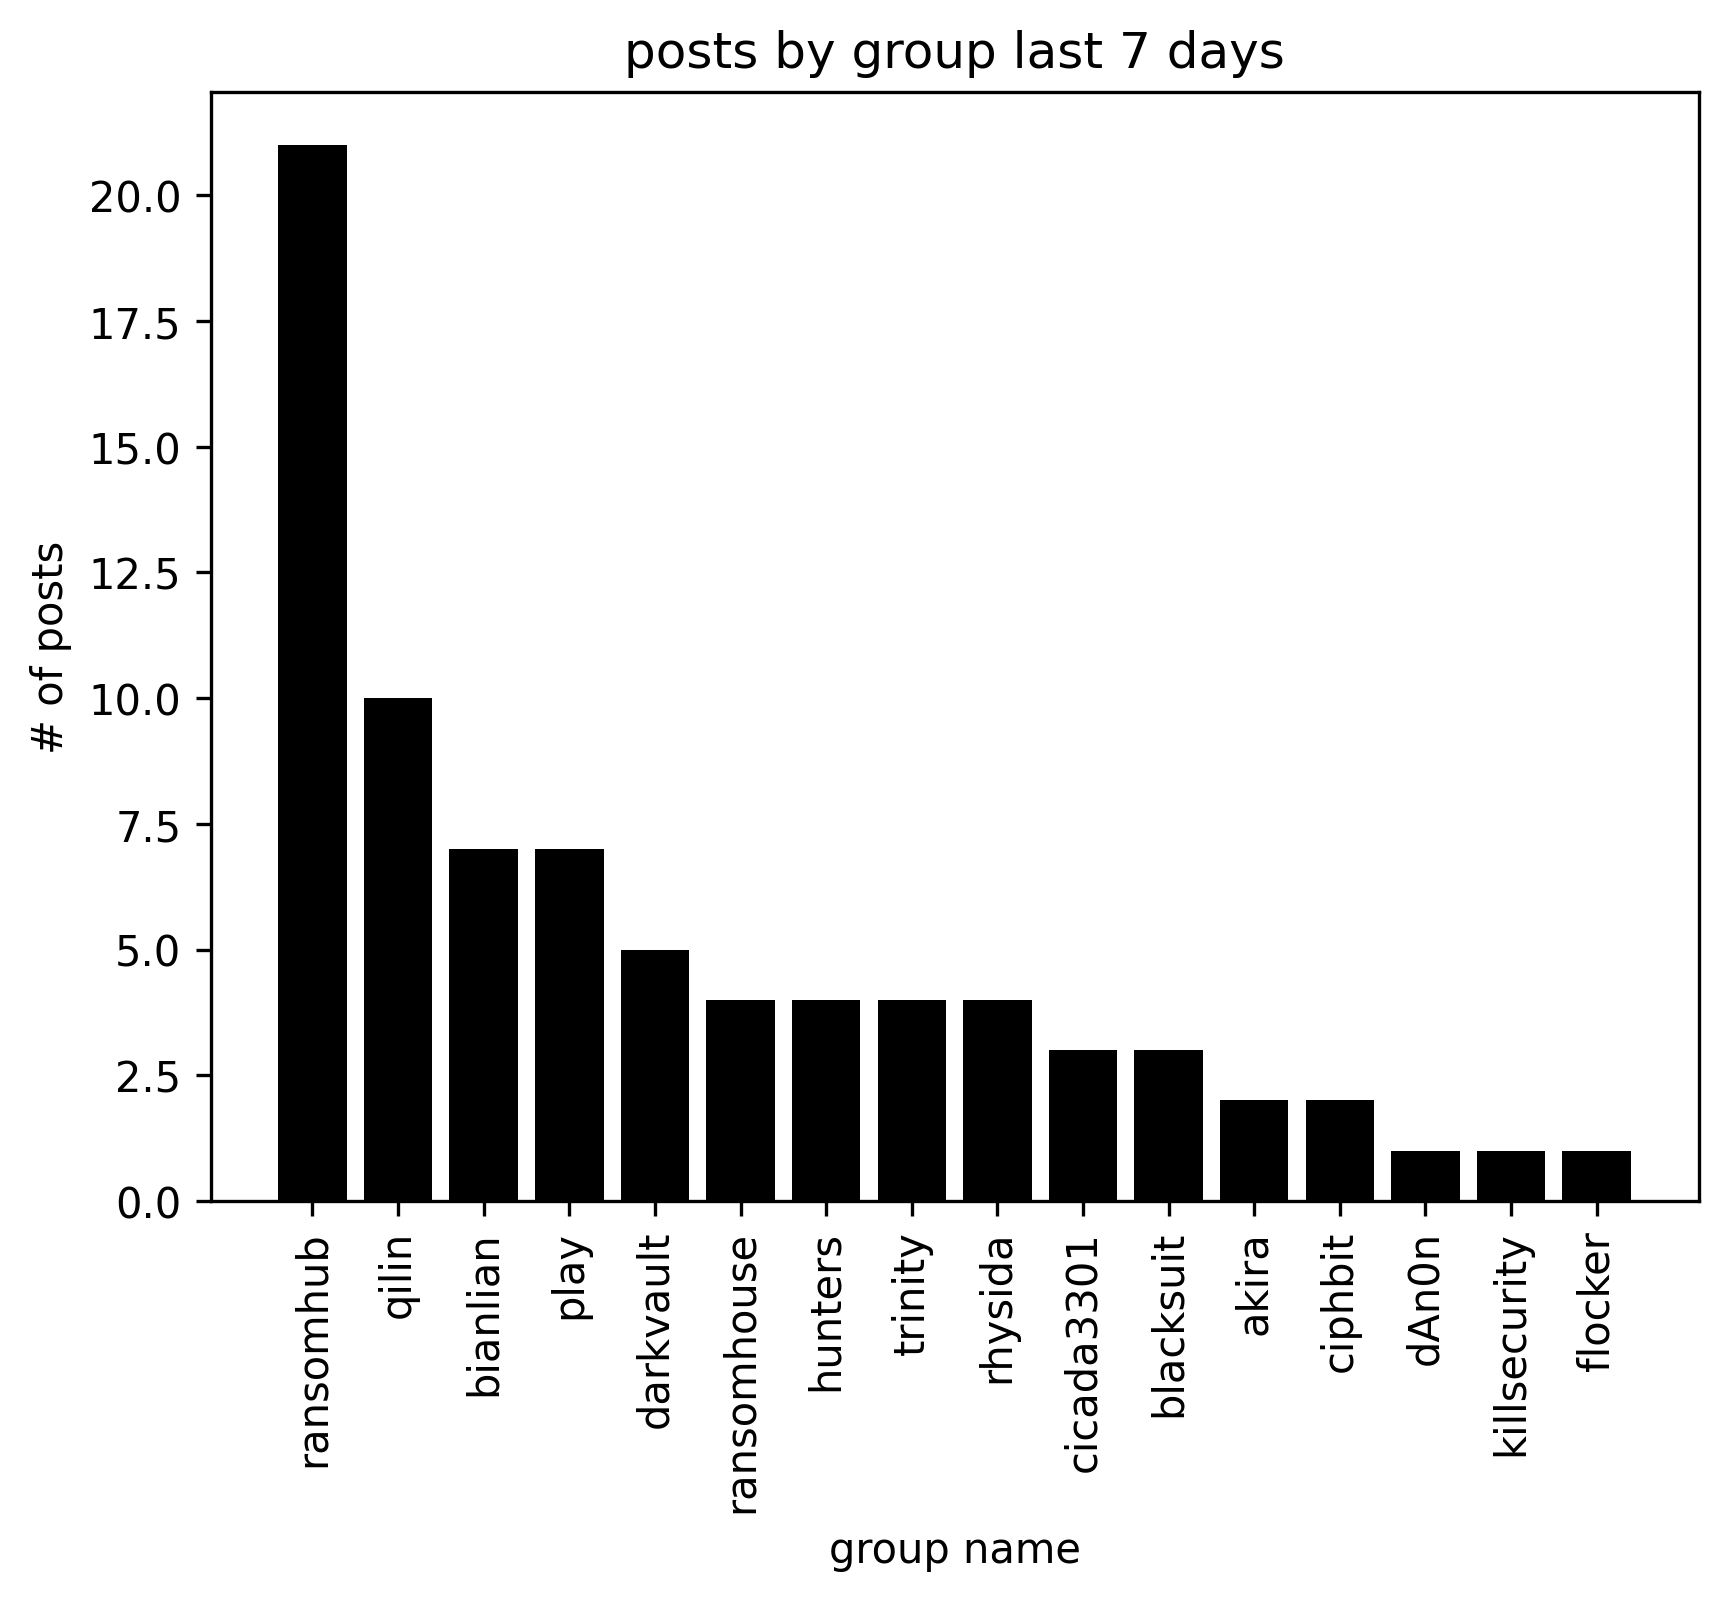 posts by group last 7 days
# of posts
20.0
17.5
15.0
12.5
10.0
7.5
5.0
2.5
0.0
ransomhub
qilin
bianlian
play
darkvault
ransomhouse
hunters
trinity
rhysida
cicada3301
blacksuit
akira
ciphbit
dAn0n
killsecurity
flocker
group name